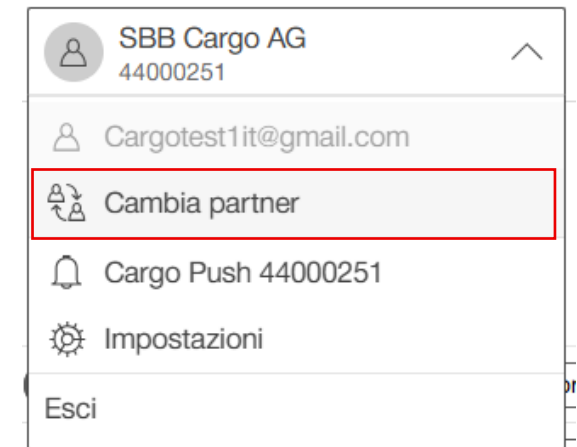 SBB Cargo AG
44000251
Cargotest1it@gmail.com
Cambia partner
Cargo Push 44000251
Impostazioni
Esci